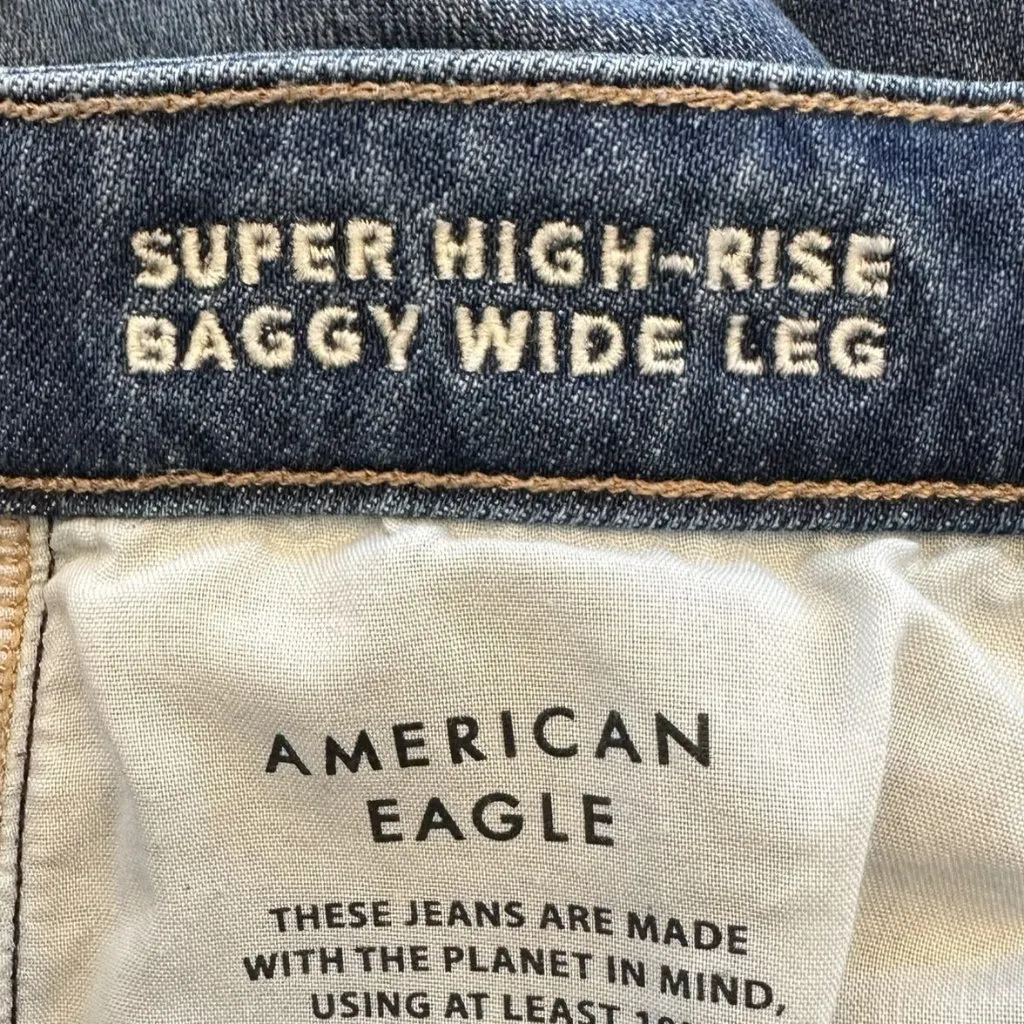 SUPER HIGH-RISE
BAGGY WIDE LEG
AMERICAN
EAGLE
THESE JEANS ARE MADE
WITH THE PLANET IN MIND,
USING AT LEAST